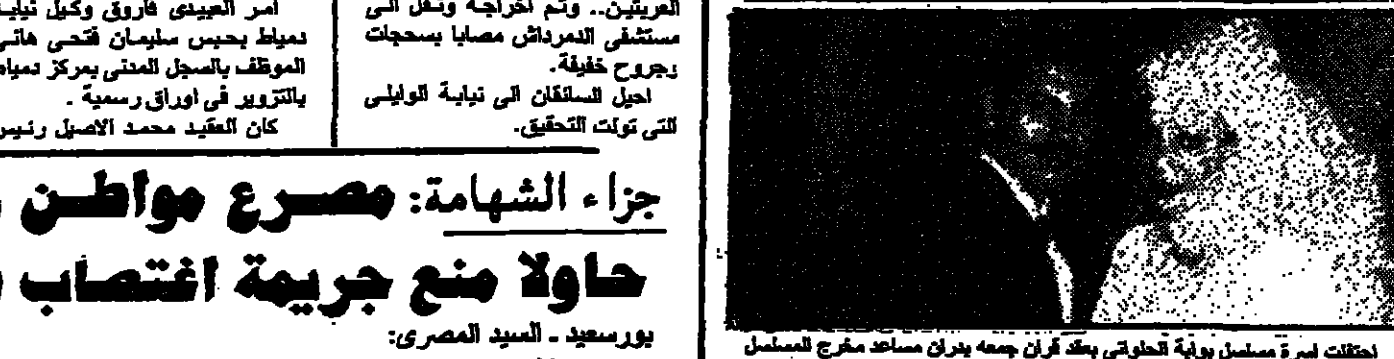 احتفلت اسرة مسلسل بوابة الحلوانى بعقد قران جمعه بدران مساعد مخرج المسلسل
العربتين.. وتم اخراجه ونقل الى
مستشفى الدمرداش مصابا بسحجات
وجروح خفيفة.
احيل السائقان الى نيابة الوايلى
التى تولت التحقيق.
امر العبيدى فاروق وكيل نيابة
دمياط بحبس سليمان فتحى هانى
الموظف بالسجل المدنى بمركز دمياط
بالتزوير فى اوراق رسمية .
كان العقيد محمد الاصيل رئيس
جزاء الشهامة: مصرع مواطن
حاولا منع جريمة اغتصاب
بورسعيد ـ السيد المصرى: